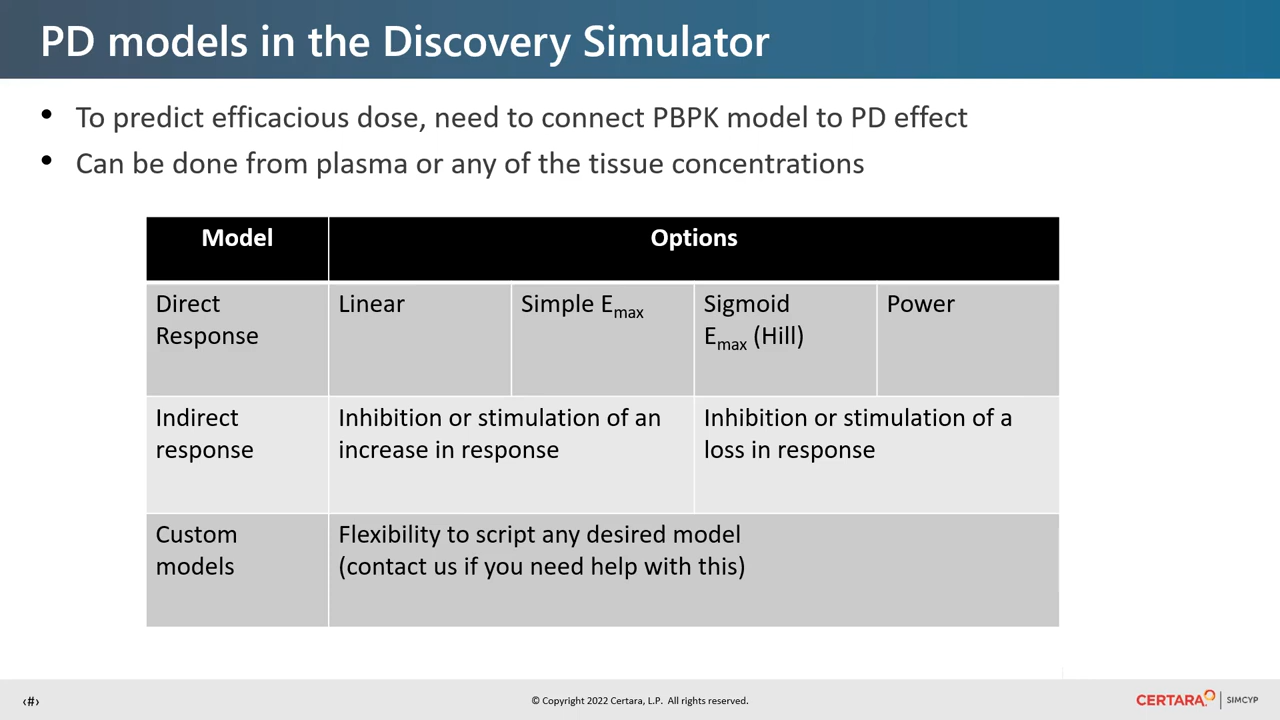 PD models in the Discovery Simulator
• To predict efficacious dose, need to connect PBPK model to PD effect
• Can be done from plasma or any of the tissue concentrations
Model
Options
Direct
Response
Linear
Simple Emax
Sigmoid
Emax (Hill)
Power
Indirect
response
Inhibition or stimulation of an
increase in response
Inhibition or stimulation of a
loss in response
Custom
models
Flexibility to script any desired model
(contact us if you need help with this)
‹#›
© Copyright 2022 Certara, L.P. All rights reserved.
CERTARA
SIMCYP